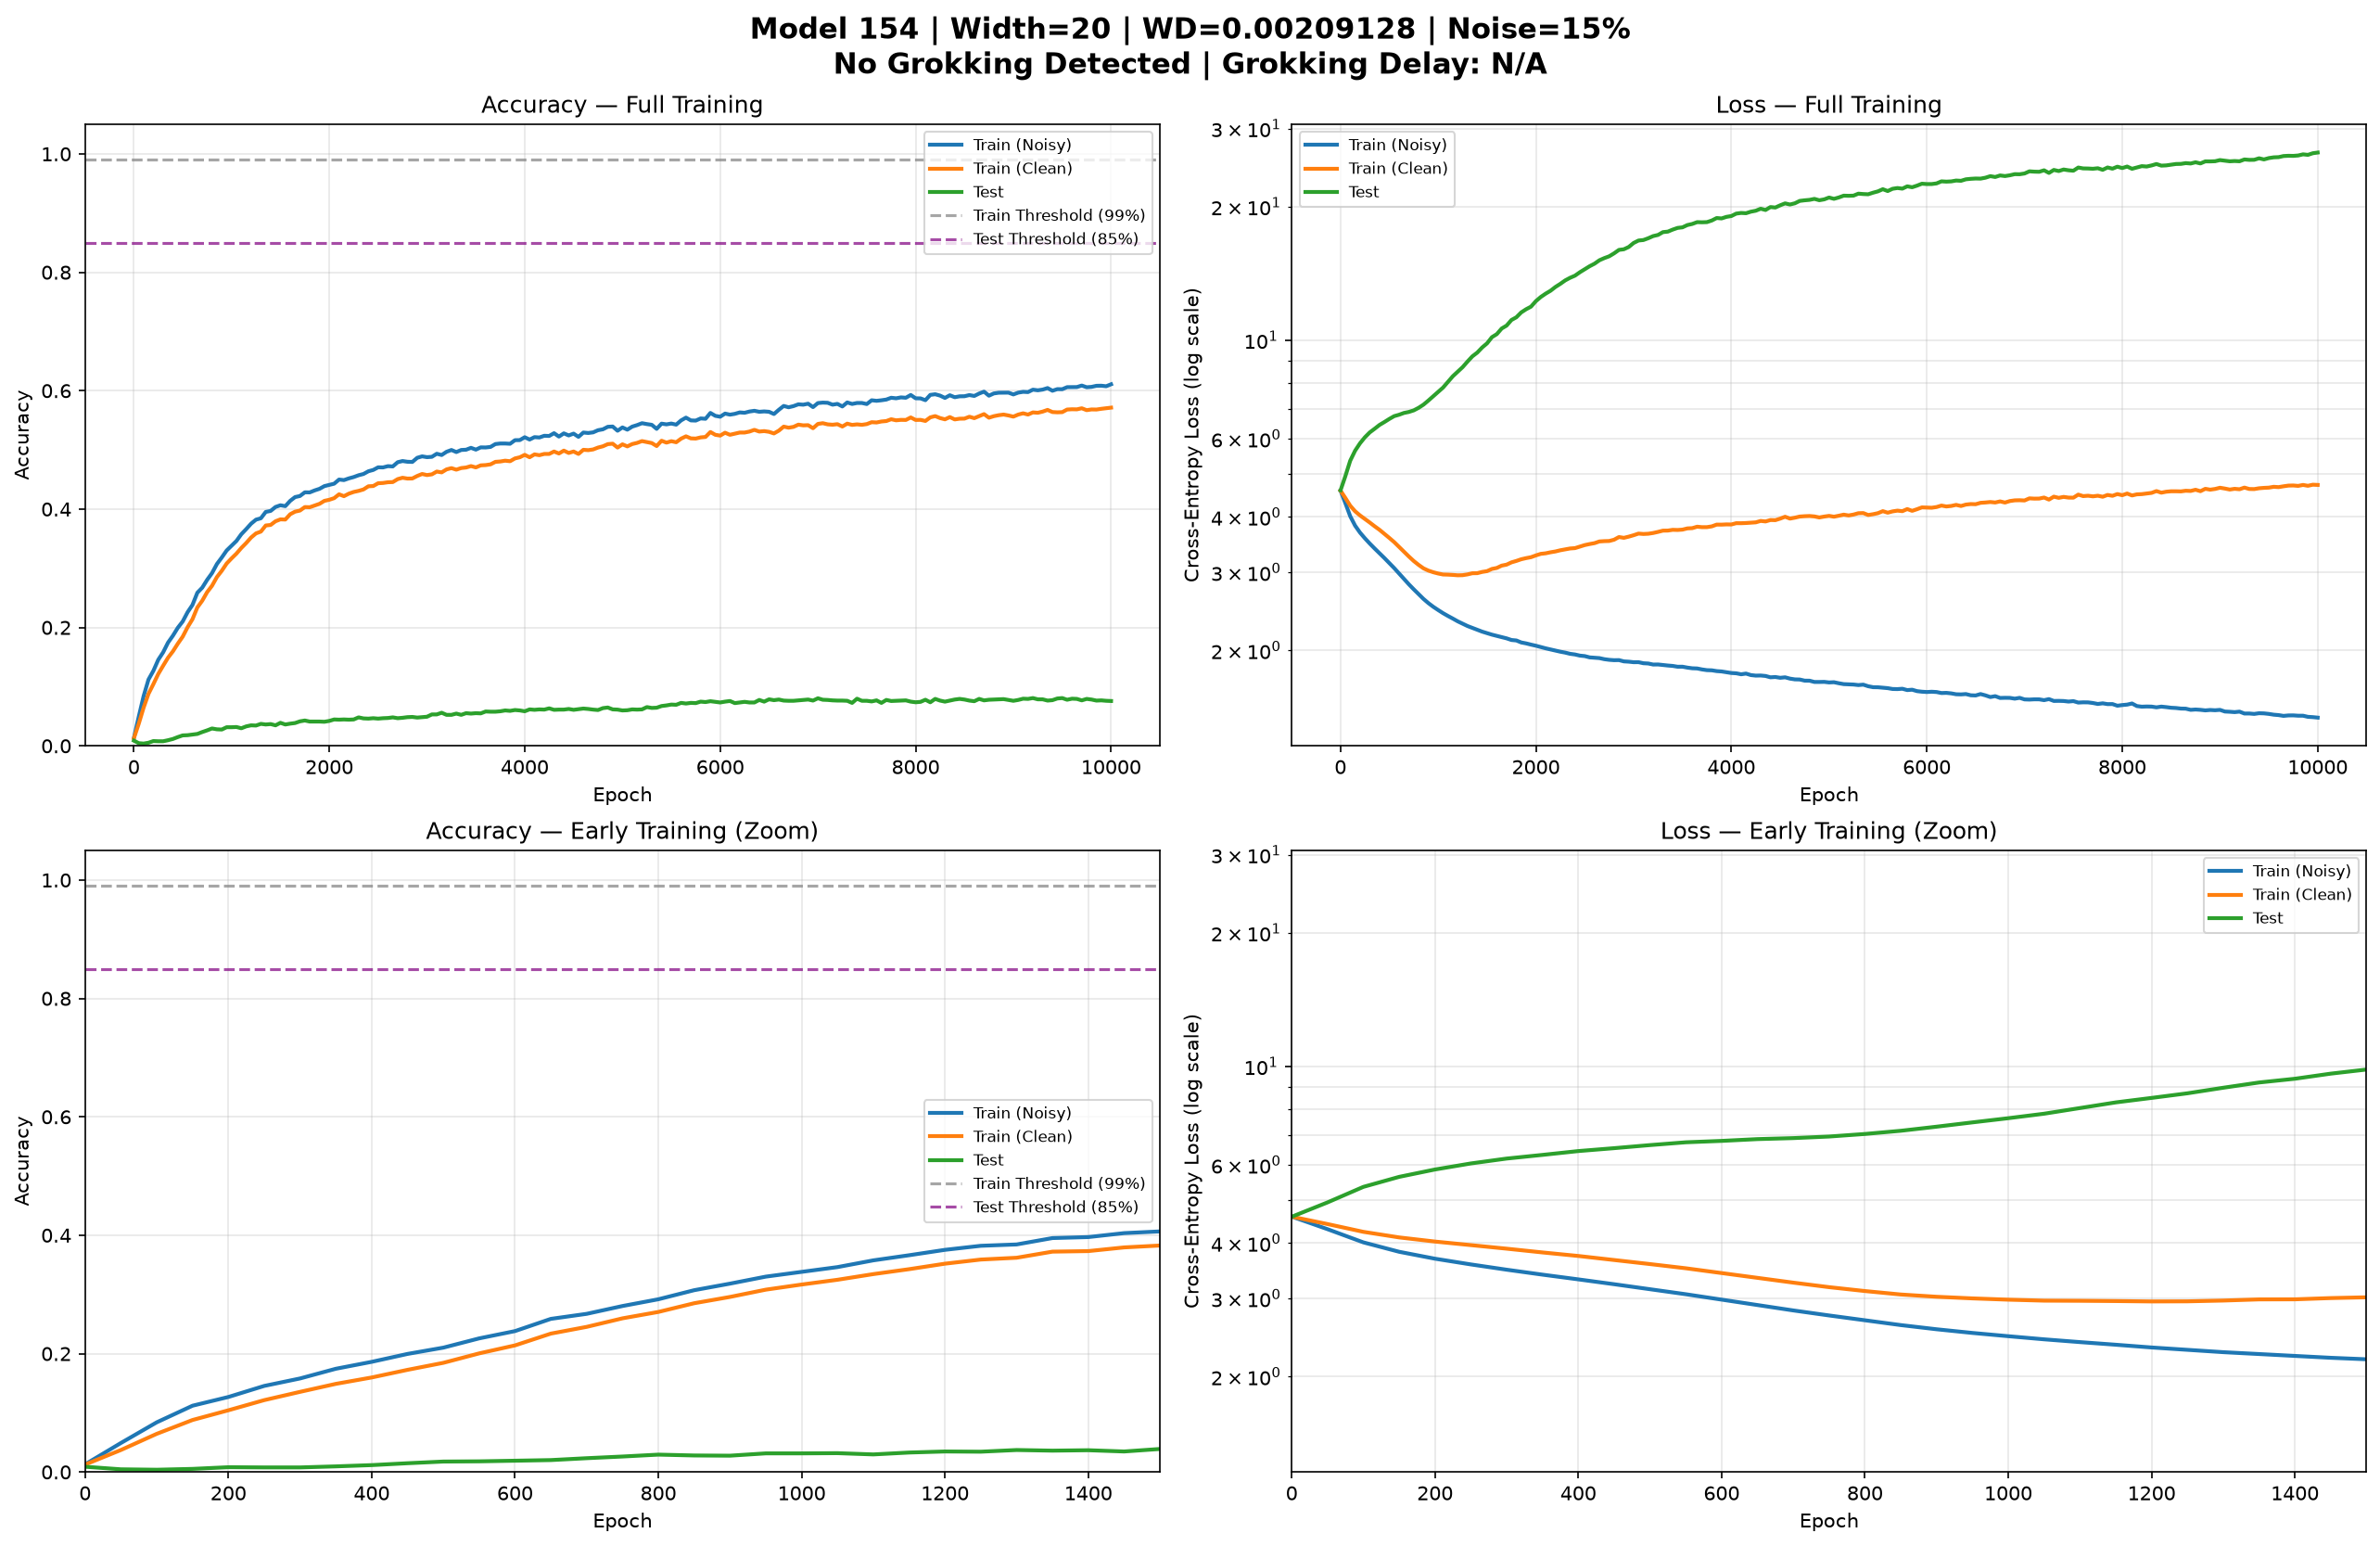 Model 154 | Width=20 | WD=0.00209128 | Noise=15%
No Grokking Detected | Grokking Delay: N/A
Accuracy — Full Training
1.0
0.8
0.6
0.4
0.2
0.0
Accuracy
0 2000 4000 6000 8000 10000
Epoch
Train (Noisy)
Train (Clean)
Test
Train Threshold (99%)
Test Threshold (85%)
Loss — Full Training
3 × 10¹
2 × 10¹
10¹
6 × 10⁰
4 × 10⁰
3 × 10⁰
2 × 10⁰
Cross-Entropy Loss (log scale)
0 2000 4000 6000 8000 10000
Epoch
Train (Noisy)
Train (Clean)
Test
Accuracy — Early Training (Zoom)
1.0
0.8
0.6
0.4
0.2
0.0
Accuracy
0 200 400 600 800 1000 1200 1400
Epoch
Train (Noisy)
Train (Clean)
Test
Train Threshold (99%)
Test Threshold (85%)
Loss — Early Training (Zoom)
3 × 10¹
2 × 10¹
10¹
6 × 10⁰
4 × 10⁰
3 × 10⁰
2 × 10⁰
Cross-Entropy Loss (log scale)
0 200 400 600 800 1000 1200 1400
Epoch
Train (Noisy)
Train (Clean)
Test